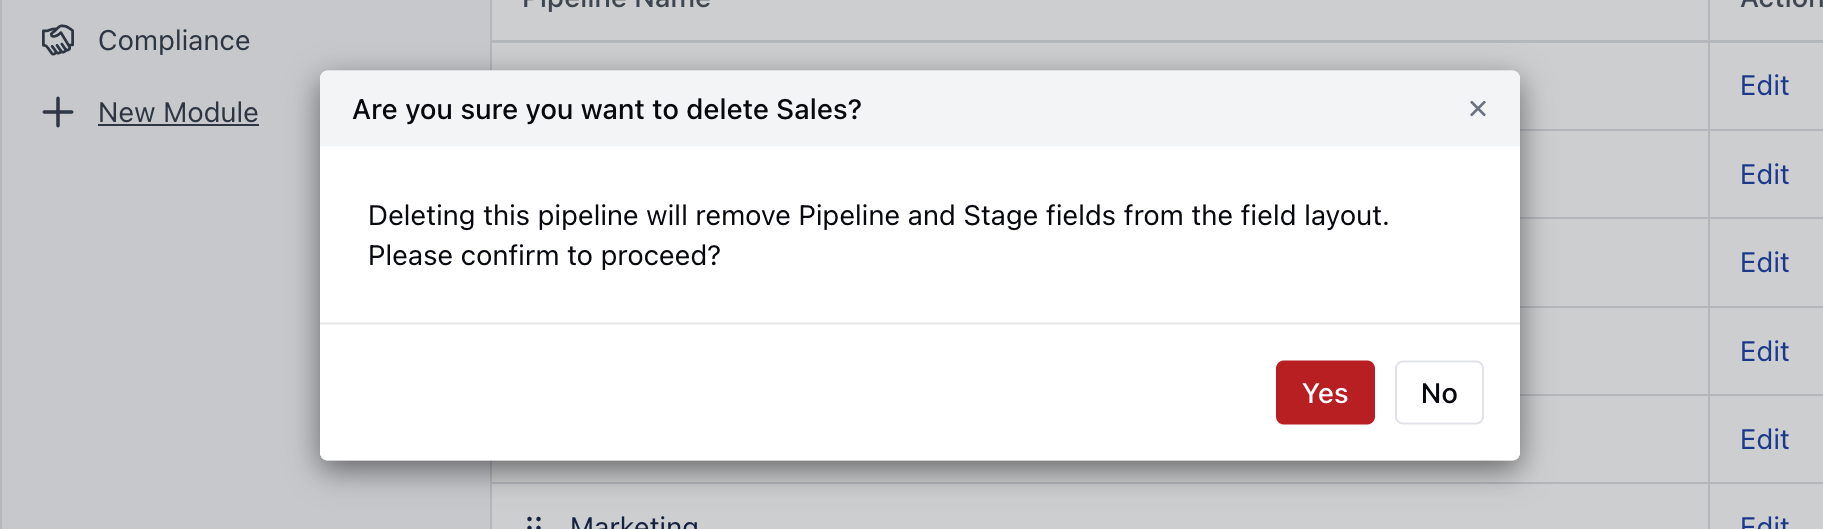 Pipeline Name
Action
Compliance
New Module
Edit
Are you sure you want to delete Sales?
Edit
Deleting this pipeline will remove Pipeline and Stage fields from the field layout.
Please confirm to proceed?
Edit
Edit
Yes
No
Edit
Marketing
Edit